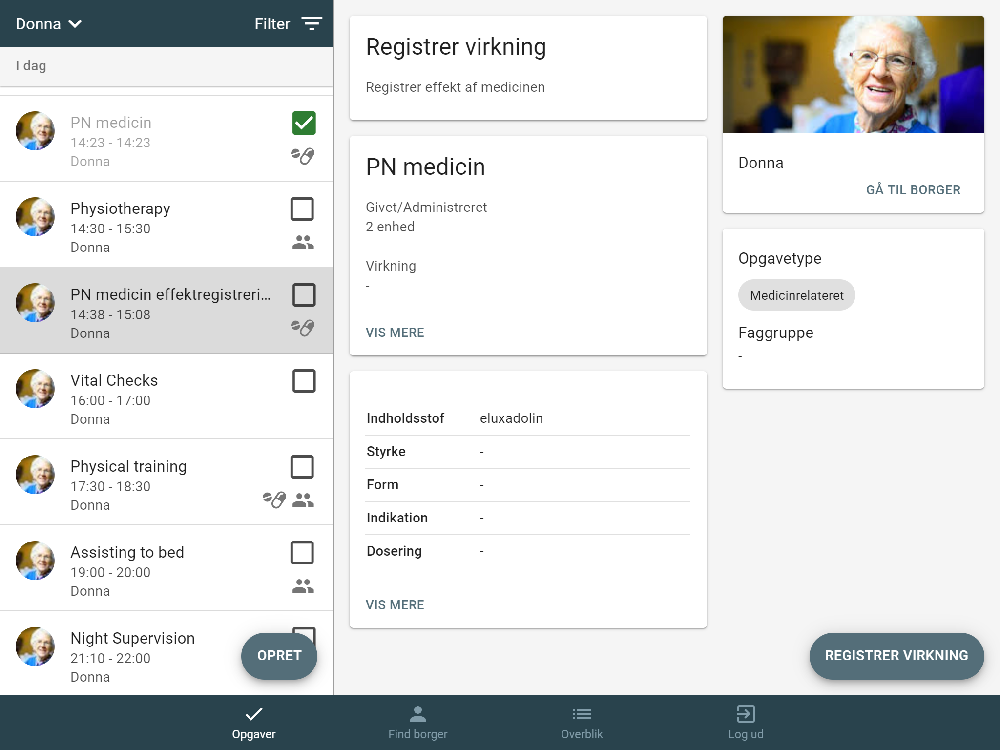 Donna
Filter
I dag
PN medicin
14:23 - 14:23
Donna
Physiotherapy
14:30 - 15:30
Donna
PN medicin effektregistreri...
14:38 - 15:08
Donna
Vital Checks
16:00 - 17:00
Donna
Physical training
17:30 - 18:30
Donna
Assisting to bed
19:00 - 20:00
Donna
Night Supervision
21:10 - 22:00
Donna
OPRET
Registrer virkning
Registrer effekt af medicinen
PN medicin
Givet/Administreret
2 enhed
Virkning
-
VIS MERE
Indholdsstof eluxadolin
Styrke -
Form -
Indikation -
Dosering -
VIS MERE
Donna
GÅ TIL BORGER
Opgavetype
Medicinrelateret
Faggruppe
-
REGISTRER VIRKNING
Opgaver
Find borger
Overblik
Log ud